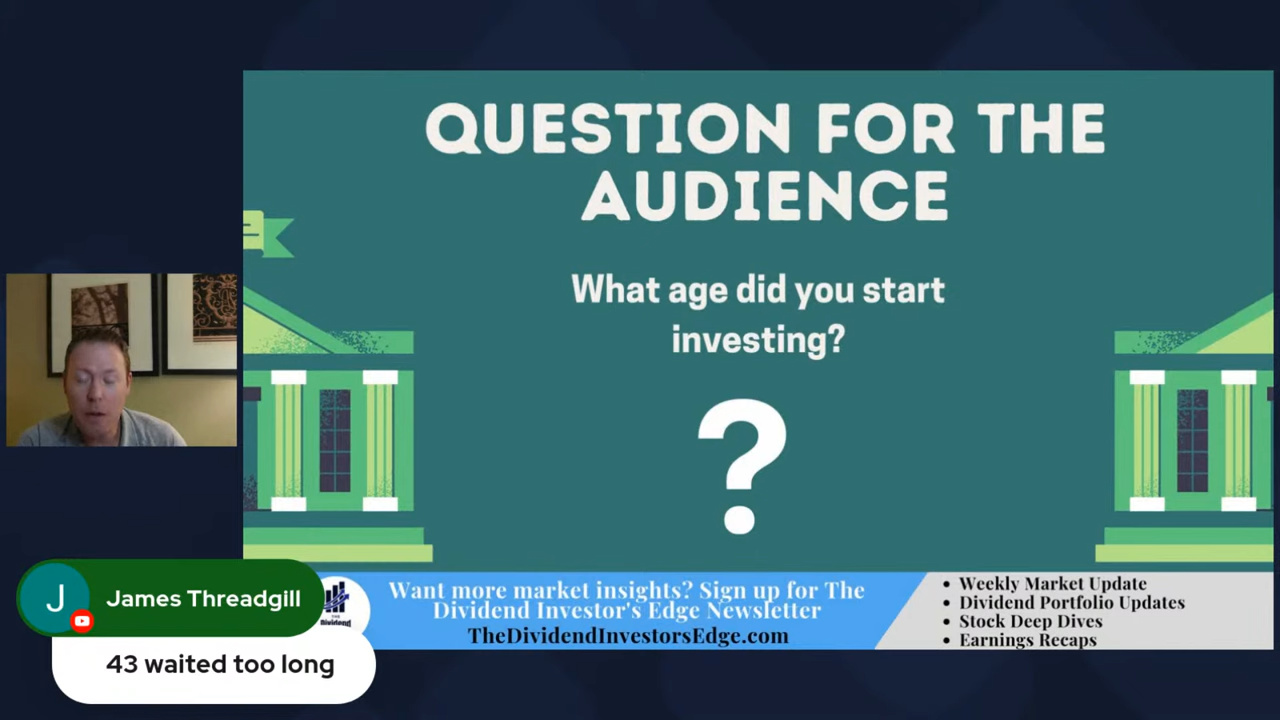 QUESTION FOR THE
AUDIENCE
What age did you start
investing?
?
J
James Threadgill
43 waited too long
Dividend
Want more market insights? Sign up for The
Dividend Investor's Edge Newsletter
TheDividendInvestorsEdge.com
• Weekly Market Update
• Dividend Portfolio Updates
• Stock Deep Dives
• Earnings Recaps